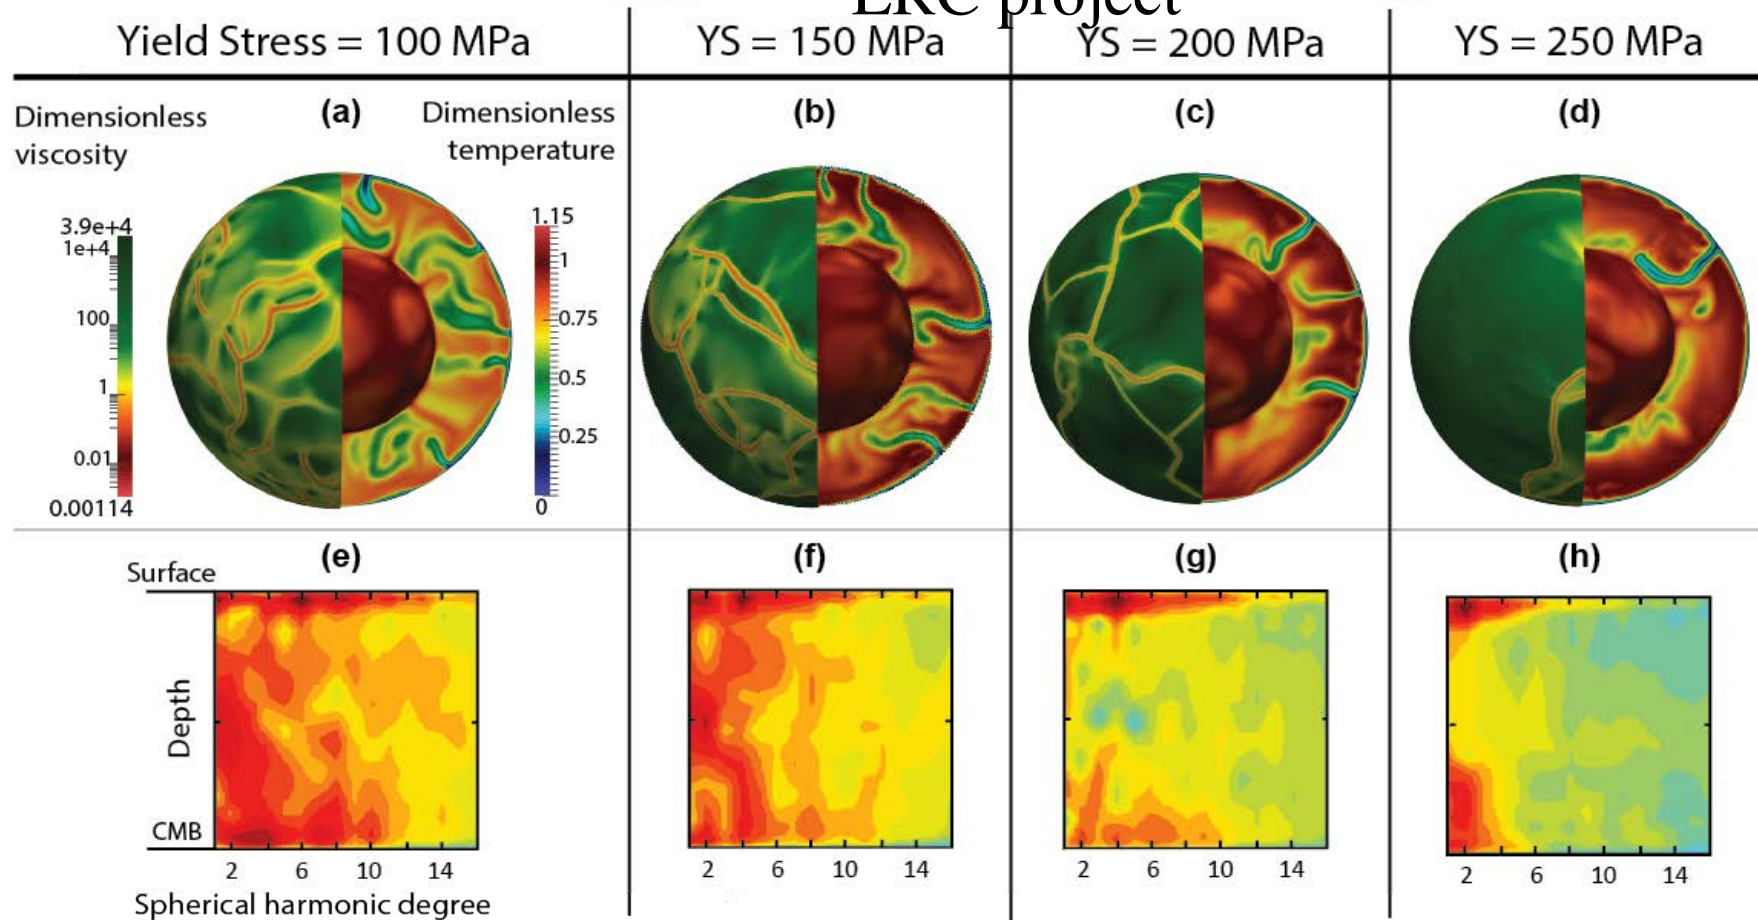 ERC project
Yield Stress = 100 MPa
YS = 150 MPa
YS = 200 MPa
YS = 250 MPa
Dimensionless
viscosity
(a)
Dimensionless
temperature
(b)
(c)
(d)
3.9e+4
1e+4
100
1
0.01
0.00114
1.15
1
0.75
0.5
0.25
0
(e)
(f)
(g)
(h)
Surface
Depth
CMB
2 6 10 14
2 6 10 14
2 6 10 14
2 6 10 14
Spherical harmonic degree